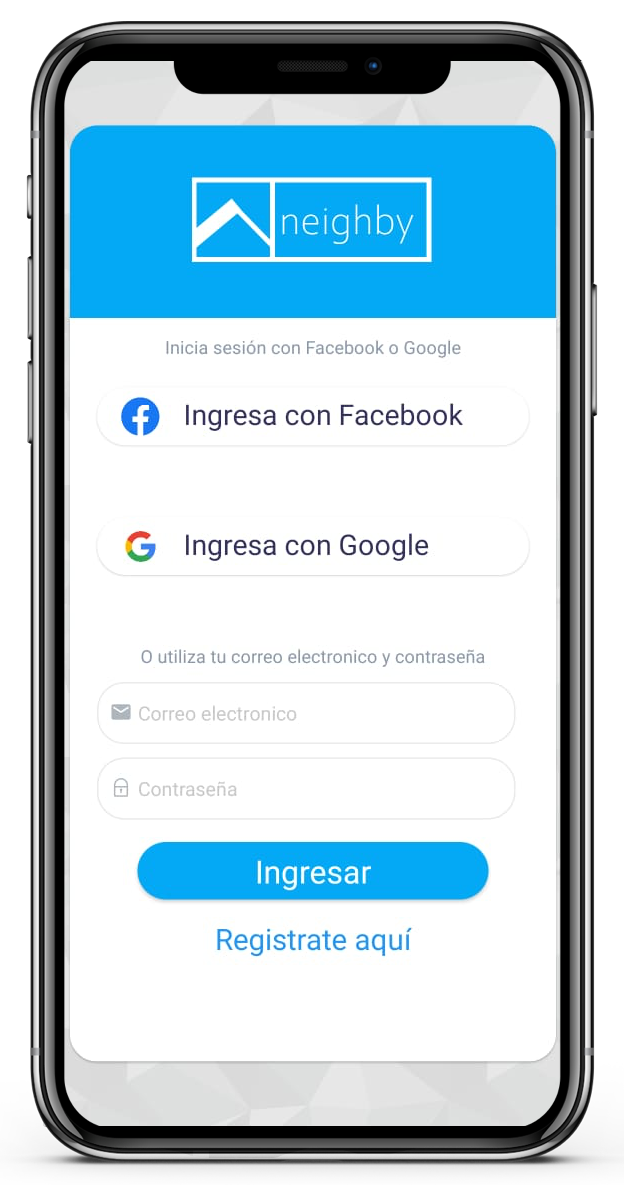 neighby
Inicia sesión con Facebook o Google
Ingresa con Facebook
Ingresa con Google
O utiliza tu correo electronico y contraseña
Correo electronico
Contraseña
Ingresar
Registrate aquí